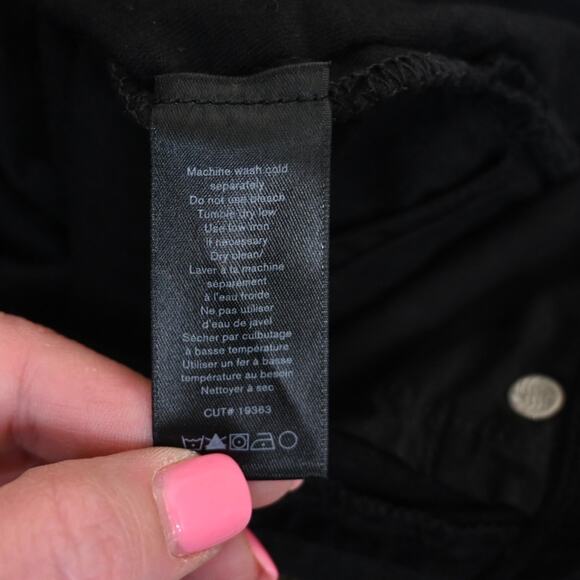 Machine wash cold
separately
Do not use bleach
Tumble dry low
Use low iron
if necessary
Dry clean/
Laver à la machine
séparément
à l'eau froide
Ne pas utiliser
d'eau de javel
Sécher par culbutage
à basse température
Utiliser un fer à basse
température au besoin
Nettoyer à sec
CUT# 19363